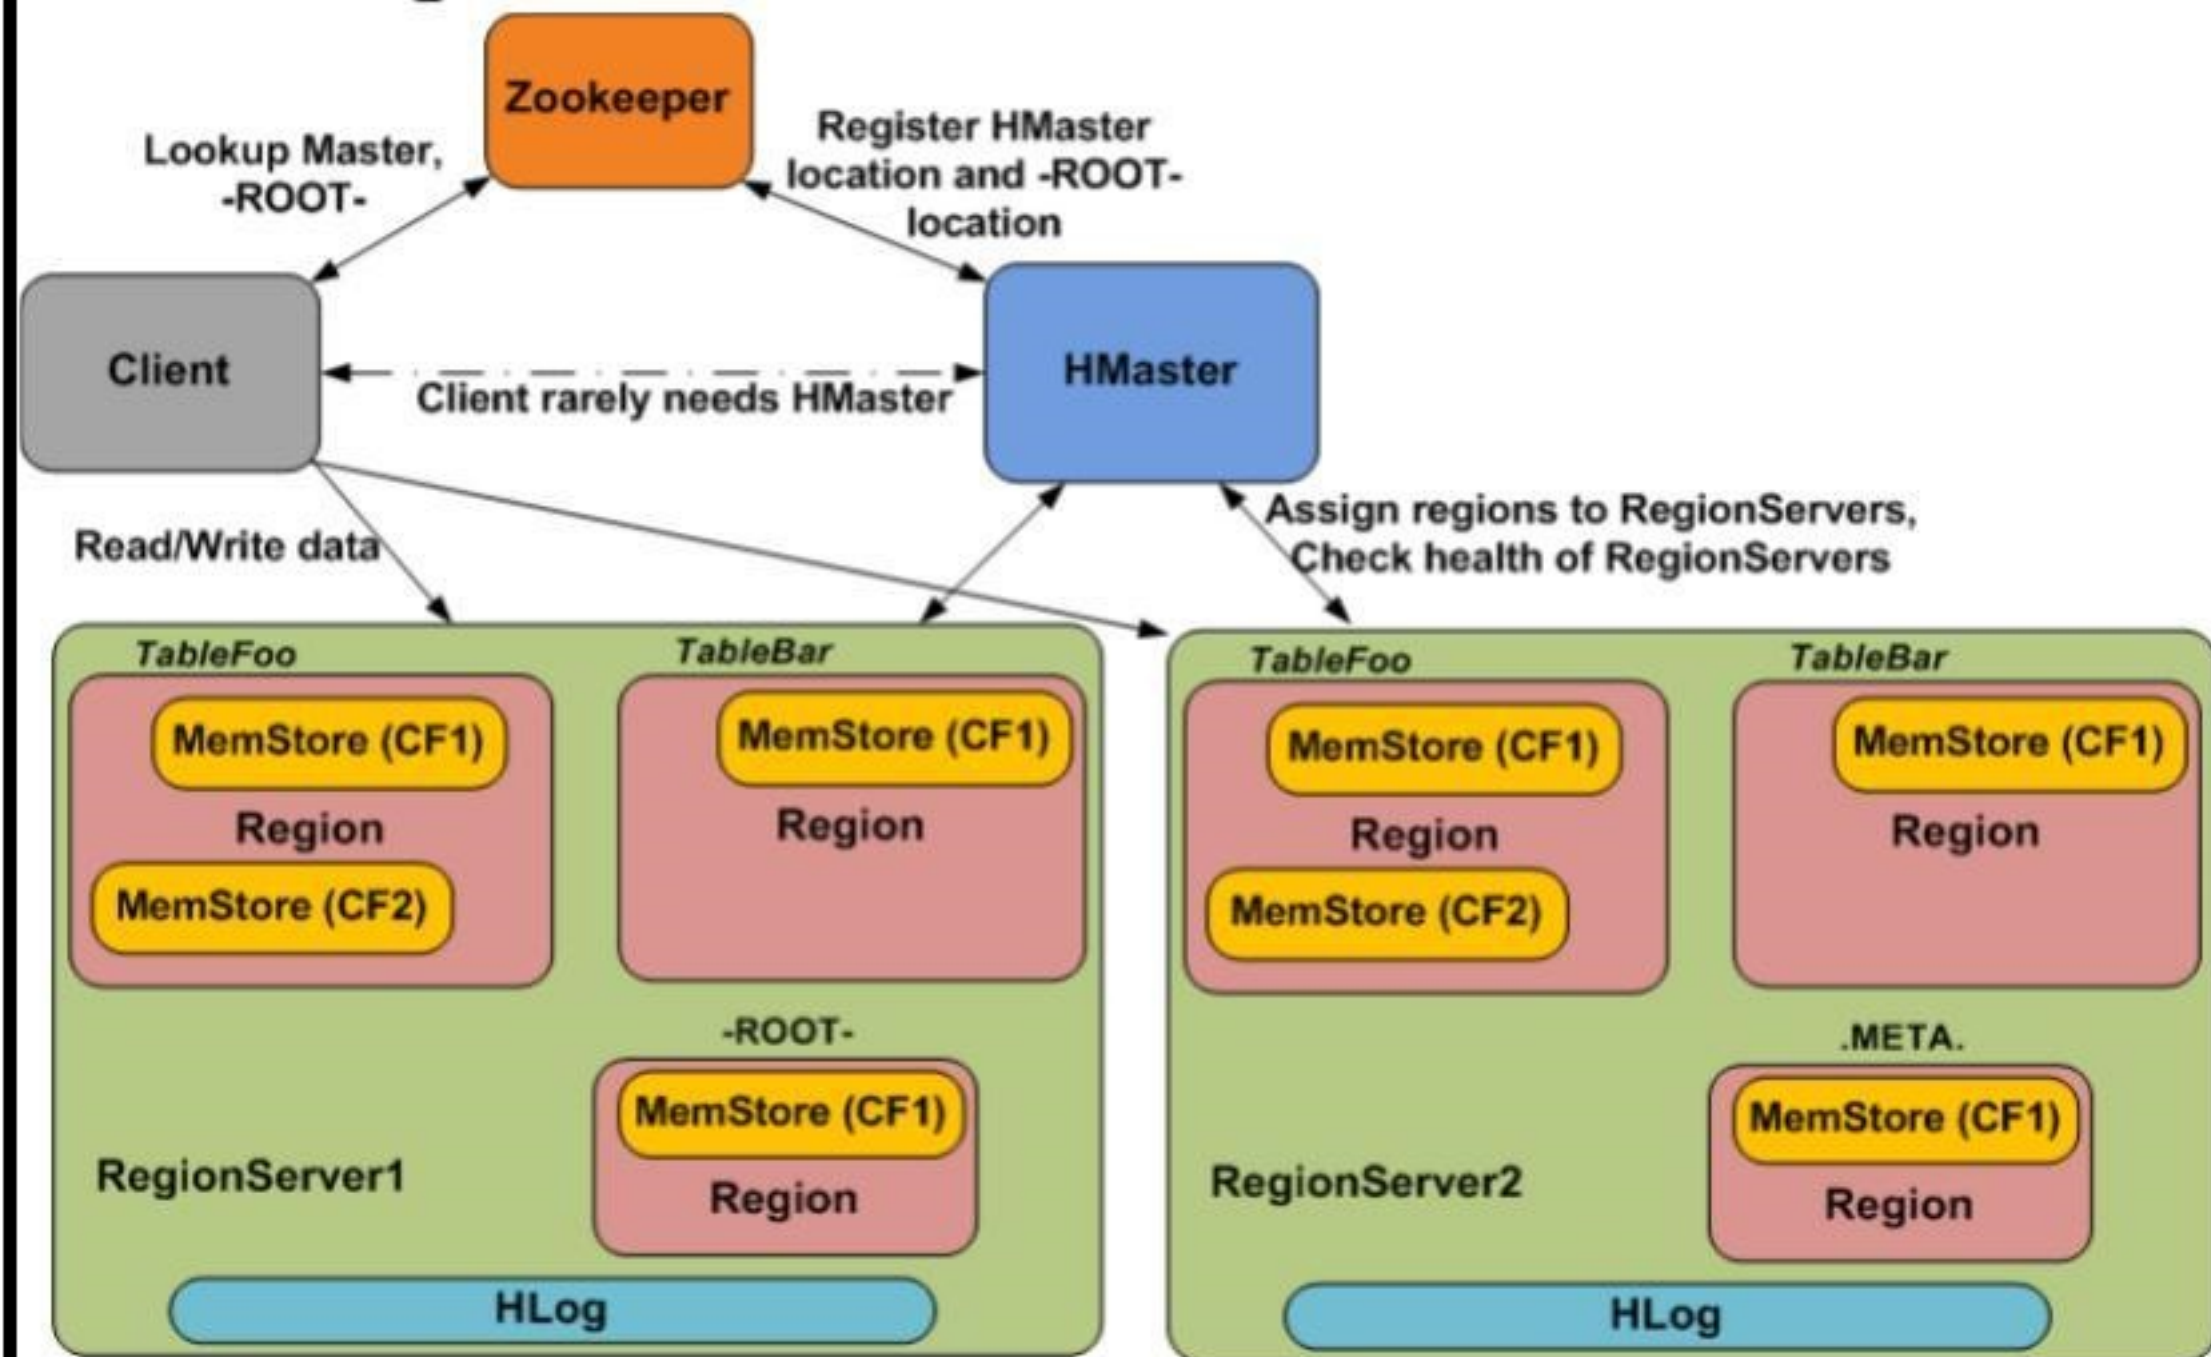 Zookeeper
Lookup Master,
-ROOT-
Register HMaster
location and -ROOT-
location
Client
Client rarely needs HMaster
HMaster
Read/Write data
Assign regions to RegionServers,
Check health of RegionServers
TableFoo
MemStore (CF1)
Region
MemStore (CF2)
TableBar
MemStore (CF1)
Region
-ROOT-
MemStore (CF1)
Region
RegionServer1
HLog
TableFoo
MemStore (CF1)
Region
MemStore (CF2)
TableBar
MemStore (CF1)
Region
.META.
MemStore (CF1)
Region
RegionServer2
HLog